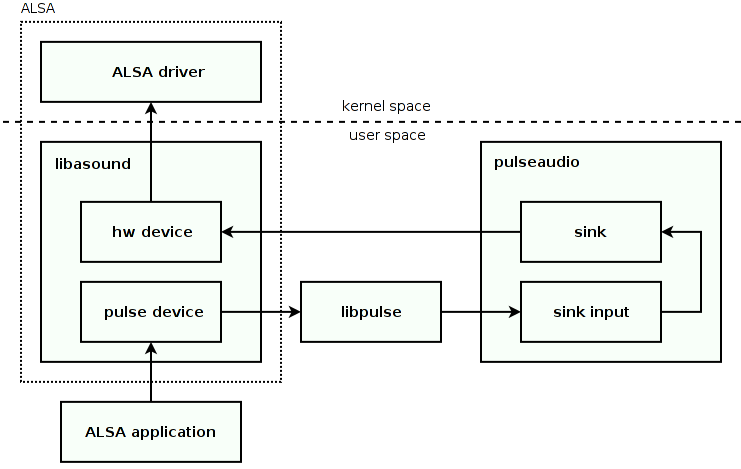 ALSA
ALSA driver
kernel space
user space
libasound
pulseaudio
hw device
sink
pulse device
libpulse
sink input
ALSA application